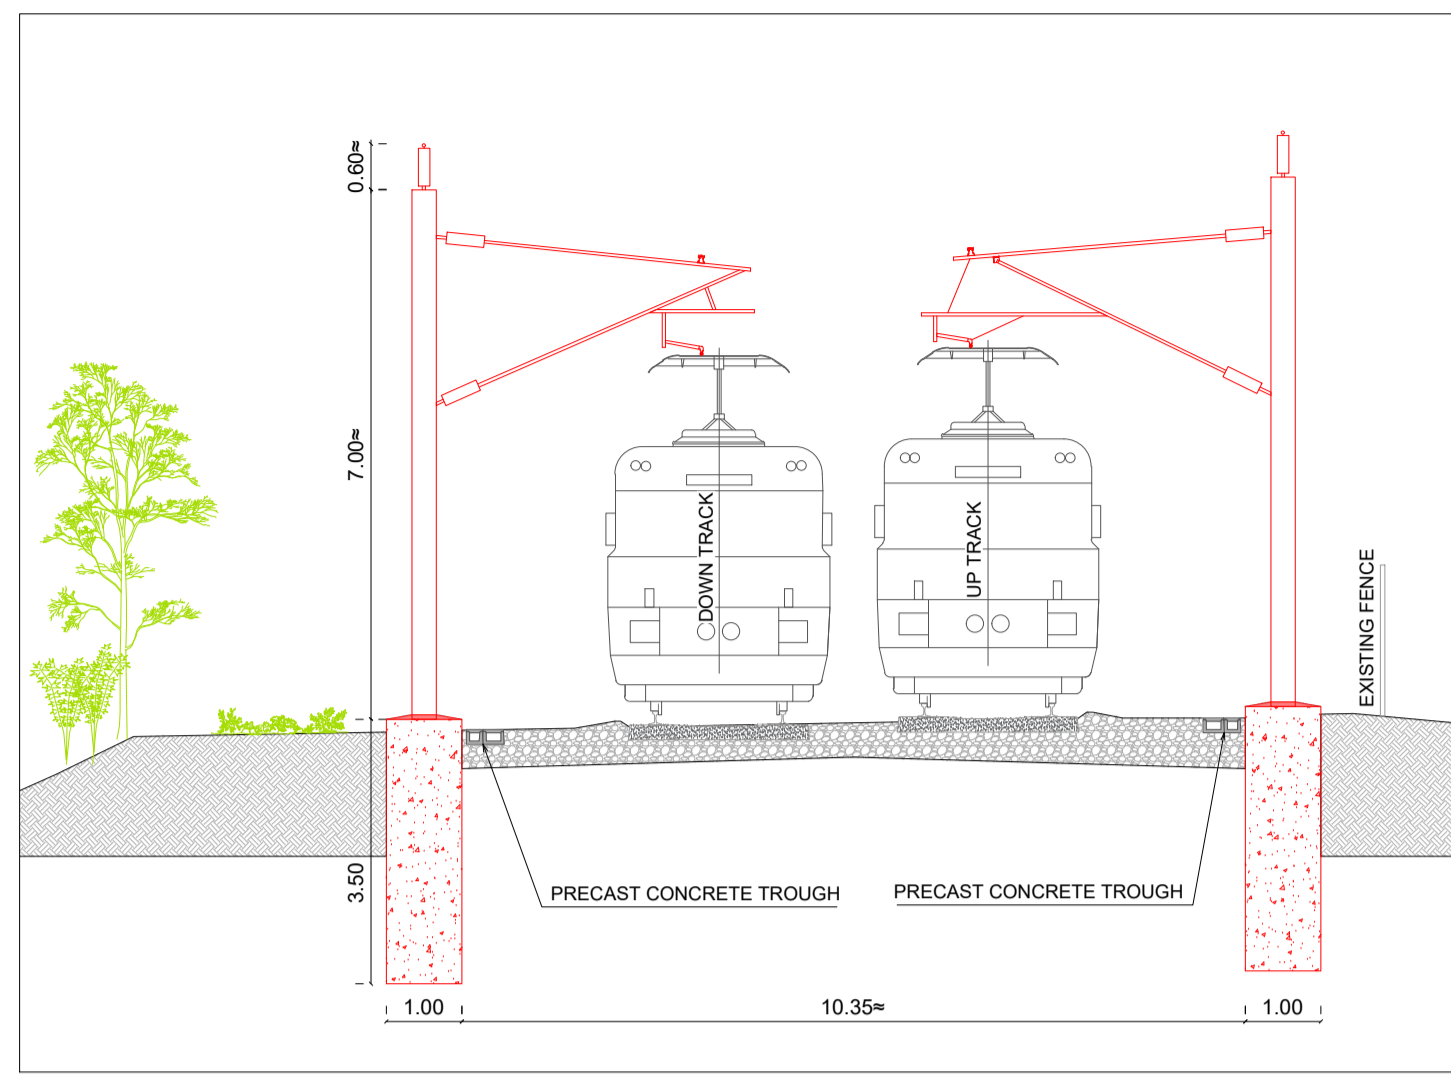 0.60≈
7.00≈
DOWN TRACK
UP TRACK
EXISTING FENCE
3.50
PRECAST CONCRETE TROUGH
PRECAST CONCRETE TROUGH
1.00
10.35≈
1.00